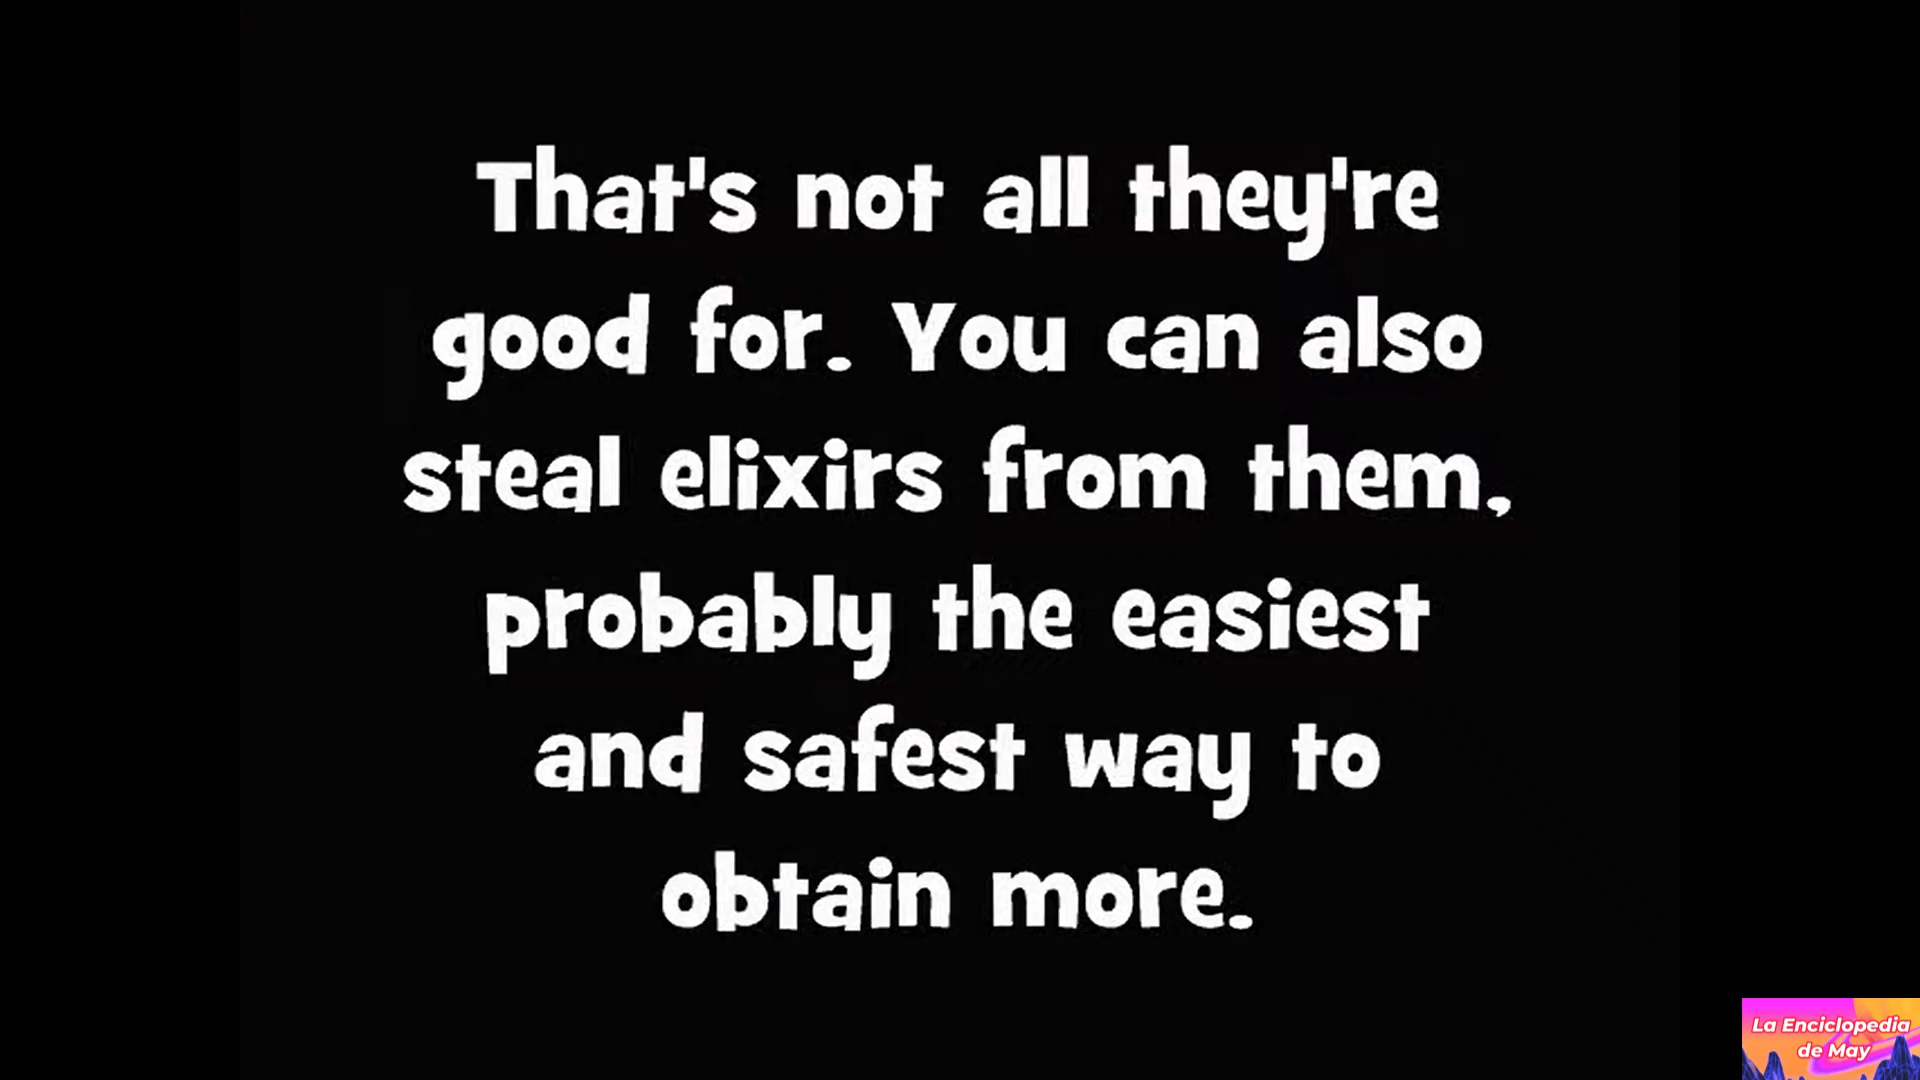 That's not all they're
good for. You can also
steal elixirs from them,
probably the easiest
and safest way to
obtain more.
La Enciclopedia
de May